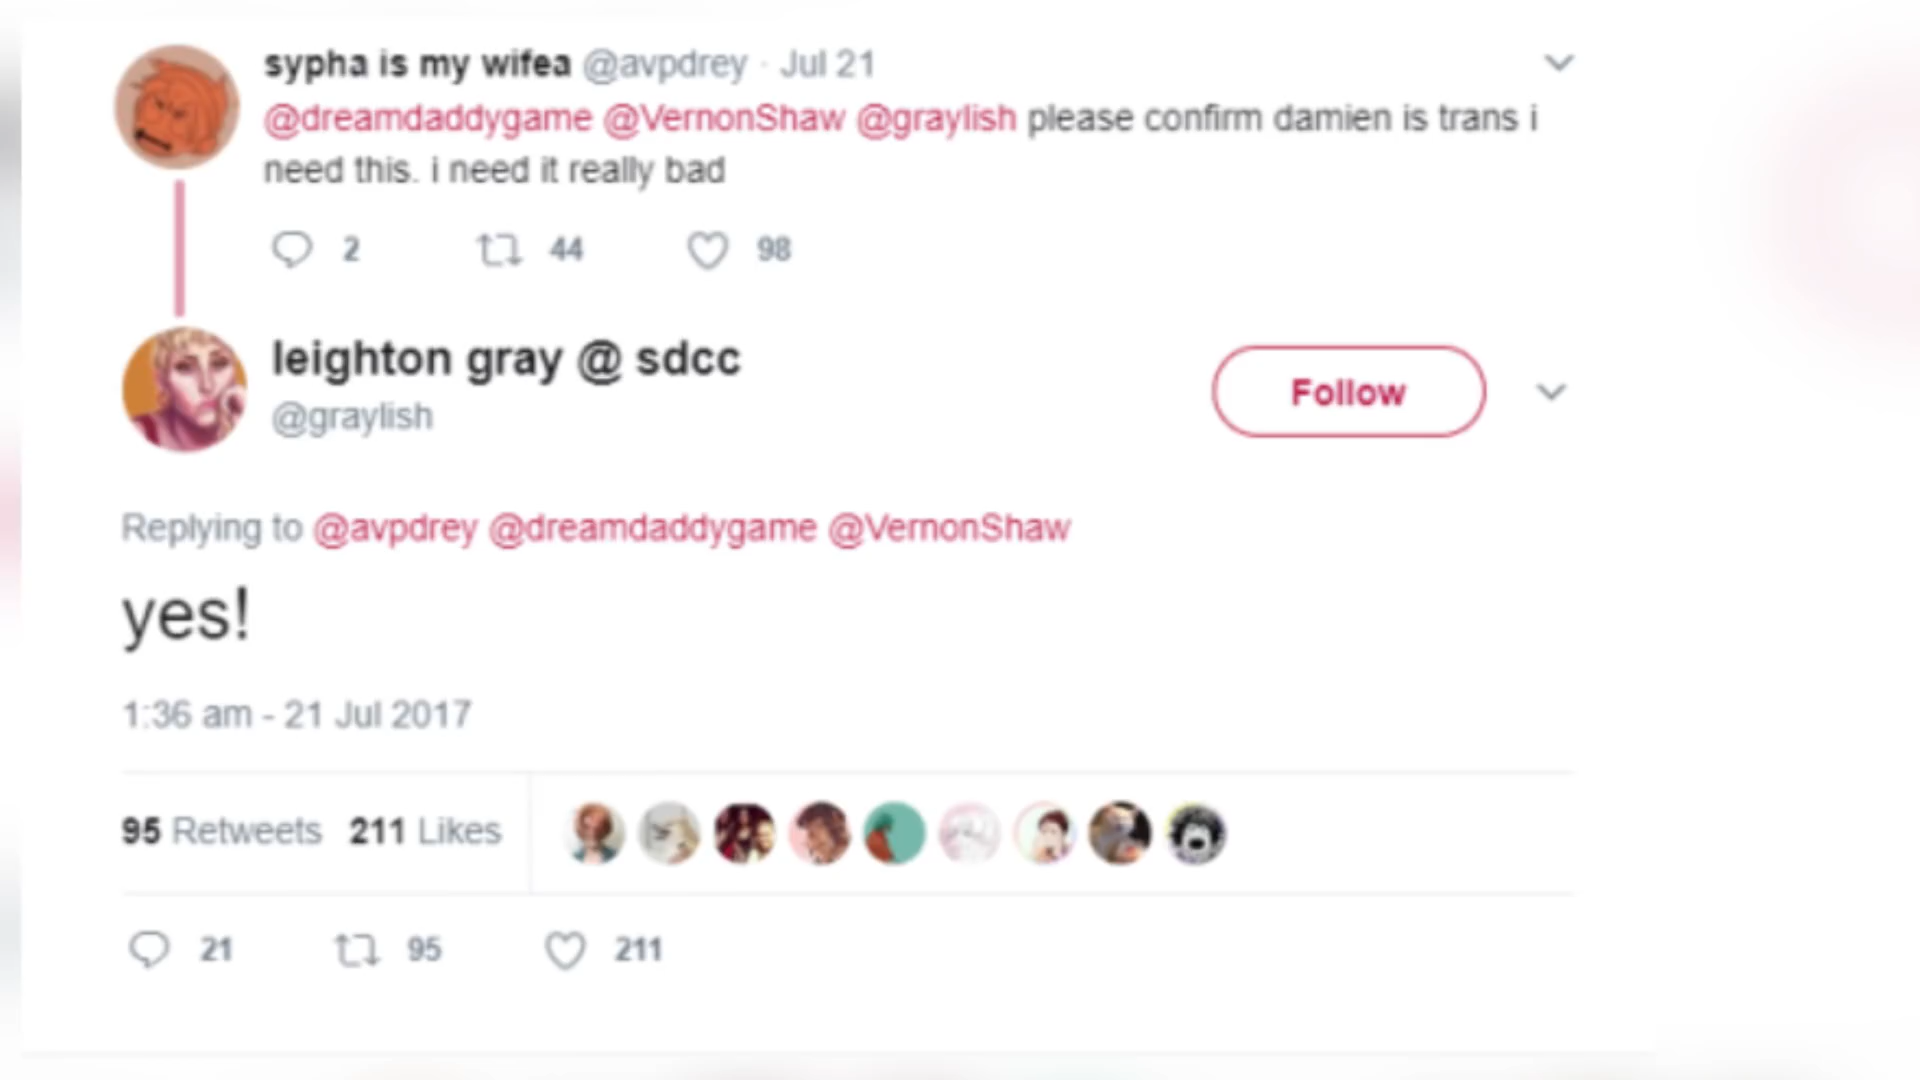 sypha is my wifea @avpdrey · Jul 21
@dreamdaddygame @VernonShaw @graylish please confirm damien is trans i
need this. i need it really bad
2 44 98
leighton gray @ sdcc
@graylish
Follow
Replying to @avpdrey @dreamdaddygame @VernonShaw
yes!
1:36 am - 21 Jul 2017
95 Retweets 211 Likes
21 95 211